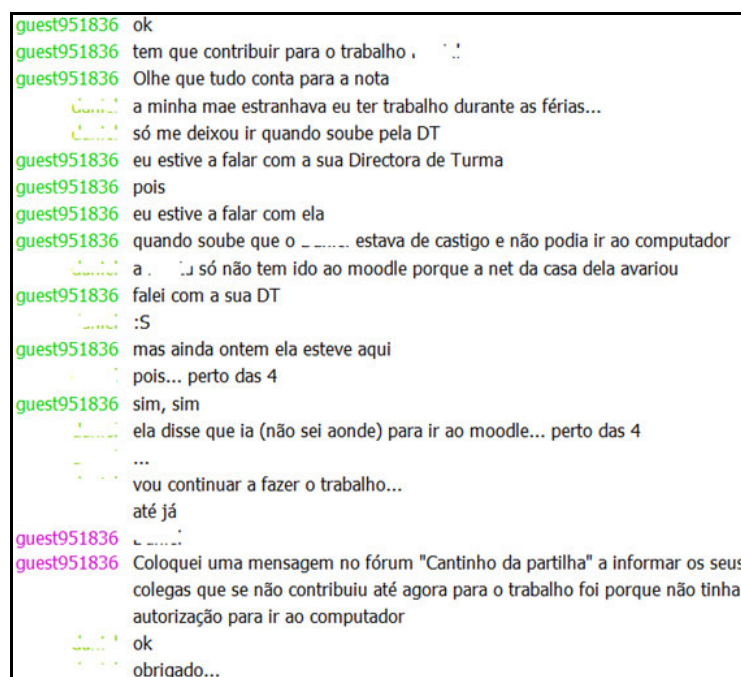 guest951836 ok
guest951836 tem que contribuir para o trabalho
guest951836 Olhe que tudo conta para a nota
a minha mae estranhava eu ter trabalho durante as férias...
só me deixou ir quando soube pela DT
guest951836 eu estive a falar com a sua Directora de Turma
guest951836 pois
guest951836 eu estive a falar com ela
guest951836 quando soube que o estava de castigo e não podia ir ao computador
a só não tem ido ao moodle porque a net da casa dela avariou
guest951836 falei com a sua DT
:S
guest951836 mas ainda ontem ela esteve aqui
pois... perto das 4
guest951836 sim, sim
ela disse que ia (não sei aonde) para ir ao moodle... perto das 4
...
vou continuar a fazer o trabalho...
até já
guest951836
guest951836 Coloquei uma mensagem no fórum "Cantinho da partilha" a informar os seus
colegas que se não contribuiu até agora para o trabalho foi porque não tinha
autorização para ir ao computador
ok
obrigado...